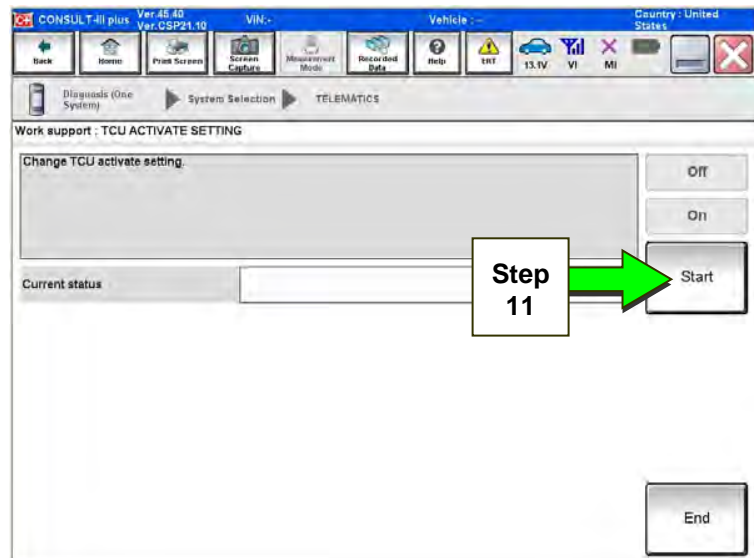 CONSULT-III plus Ver.45.40 VIN:- Vehicle : - Country : United
Ver.CSP21.10 States
Back Home Print Screen Screen Capture Measurement Mode Recorded Data Help ERT 13.1V VI MI
Diagnosis (One System) System Selection TELEMATICS
Work support : TCU ACTIVATE SETTING
Change TCU activate setting.
Off
On
Current status
Step
11
Start
End